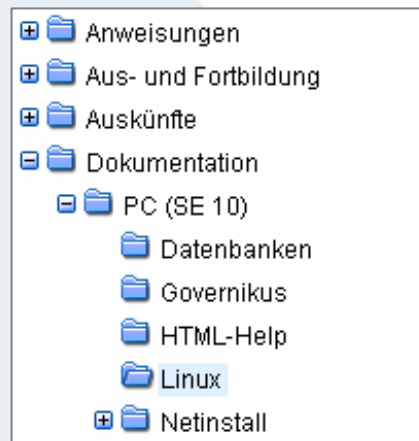 Anweisungen
Aus- und Fortbildung
Auskünfte
Dokumentation
PC (SE 10)
Datenbanken
Governikus
HTML-Help
Linux
Netinstall